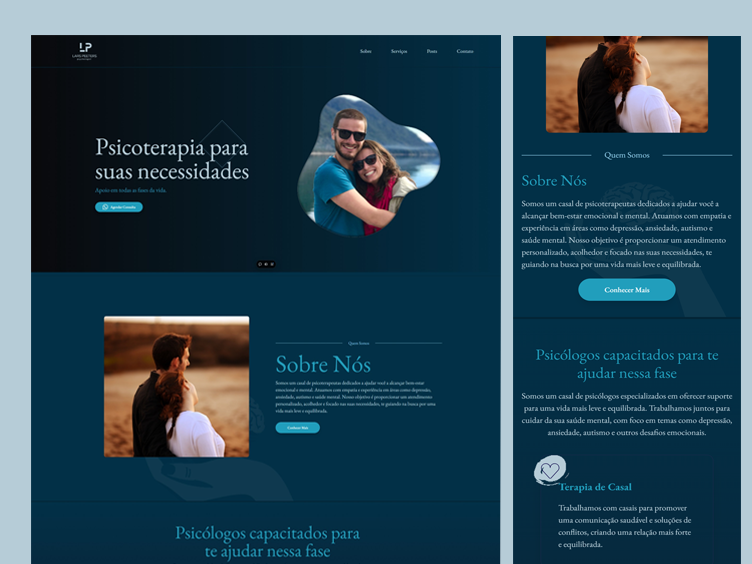 LP
Sobre
Serviços
Posts
Contato
Psicoterapia para
suas necessidades
Apoio em todas as fases da vida.
Agendar Consulta
Quem Somos
Sobre Nós
Somos um casal de psicoterapeutas dedicados a ajudar você a alcançar bem-estar
emocional e mental. Atuamos com empatia e experiência em áreas como depressão,
ansiedade, autismo e saúde mental. Nosso objetivo é proporcionar um atendimento
personalizado, acolhedor e focado nas suas necessidades, te guiando na busca por uma
vida mais leve e equilibrada.
Conhecer Mais
Psicólogos capacitados para
te ajudar nessa fase
Quem Somos
Sobre Nós
Somos um casal de psicoterapeutas dedicados a ajudar você a
alcançar bem-estar emocional e mental. Atuamos com empatia e
experiência em áreas como depressão, ansiedade, autismo e
saúde mental. Nosso objetivo é proporcionar um atendimento
personalizado, acolhedor e focado nas suas necessidades, te
guiando na busca por uma vida mais leve e equilibrada.
Conhecer Mais
Psicólogos capacitados para te
ajudar nessa fase
Somos um casal de psicólogos especializados em oferecer suporte
para uma vida mais leve e equilibrada. Trabalhamos juntos para
cuidar da sua saúde mental, com foco em temas como depressão,
ansiedade, autismo e outros desafios emocionais.
Terapia de Casal
Trabalhamos com casais para promover
uma comunicação saudável e soluções de
conflitos, criando uma relação mais forte
e equilibrada.